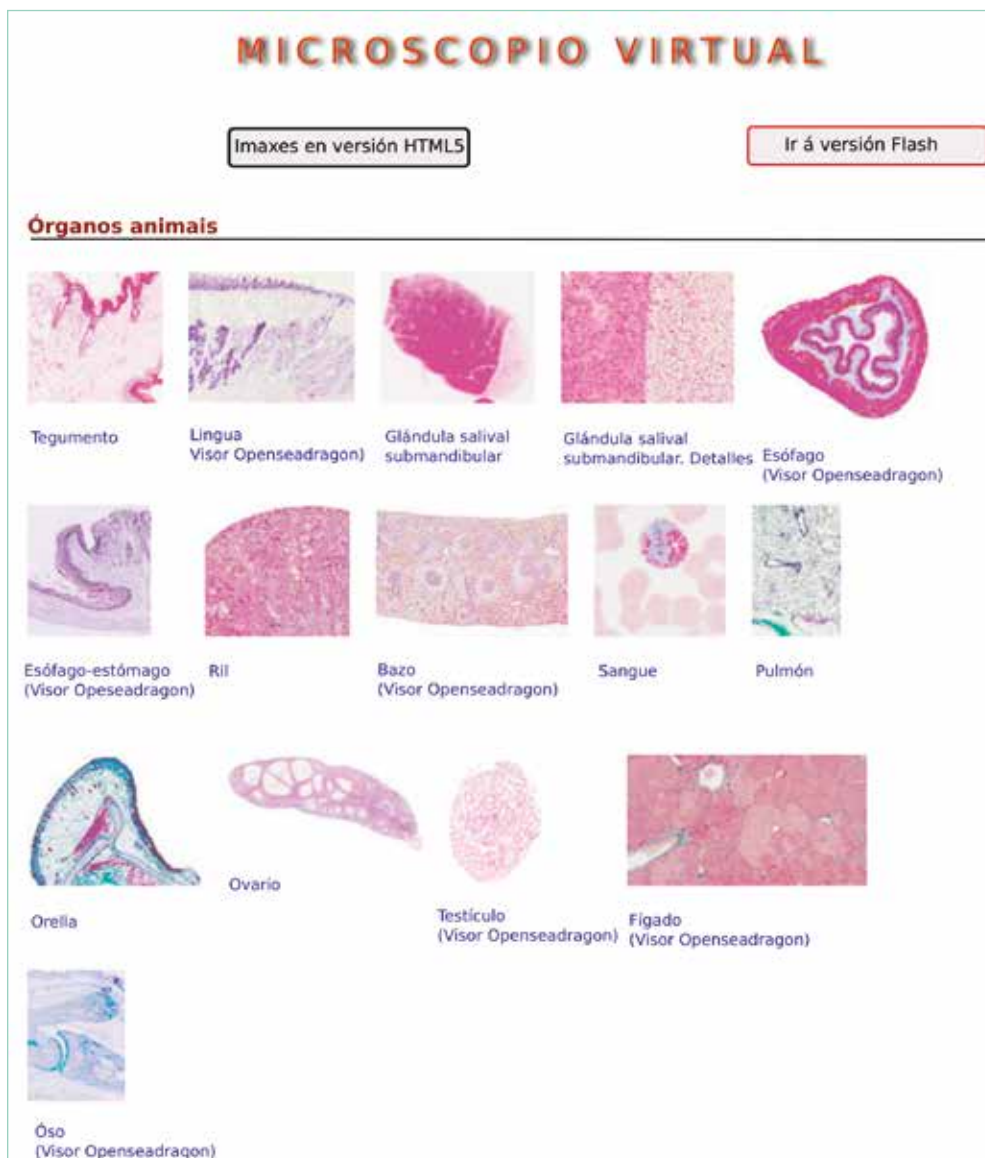 MICROSCOPIO VIRTUAL
Imaxes en versión HTML5
Ir á versión Flash
Órganos animais
Tegumento
Lingua
Visor Openseadragon)
Glándula salival
submandibular
Glándula salival
submandibular. Detalles
Esófago
(Visor Openseadragon)
Esófago-estómago
(Visor Opeseadragon)
Ril
Bazo
(Visor Openseadragon)
Sangue
Pulmón
Orella
Ovario
Testículo
(Visor Openseadragon)
Fígado
(Visor Openseadragon)
Óso
(Visor Openseadragon)